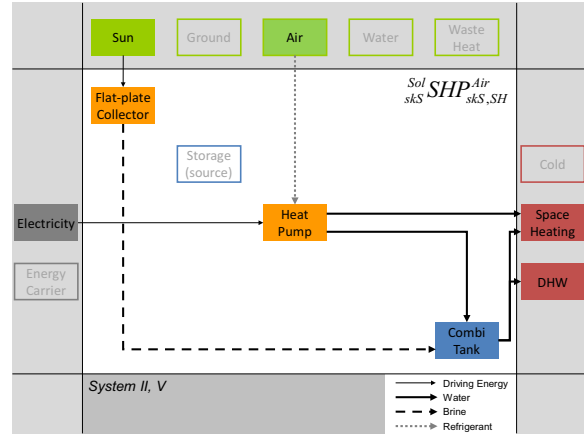 Sun
Ground
Air
Water
Waste
Heat
Sol
skS SHP Air
skS,SH
Flat-plate
Collector
Storage
(source)
Cold
Electricity
Heat
Pump
Space
Heating
Energy
Carrier
DHW
Combi
Tank
System II, V
Driving Energy
Water
Brine
Refrigerant